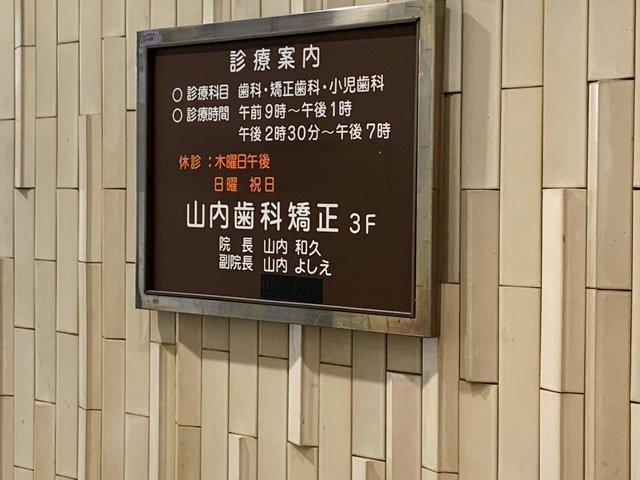 診療案内
○ 診療科目 歯科・矯正歯科・小児歯科
○ 診療時間 午前9時〜午後1時
午後2時30分〜午後7時
休診：木曜日午後
日曜 祝日
山内歯科矯正 3F
院長 山内 和久
副院長 山内 よしえ